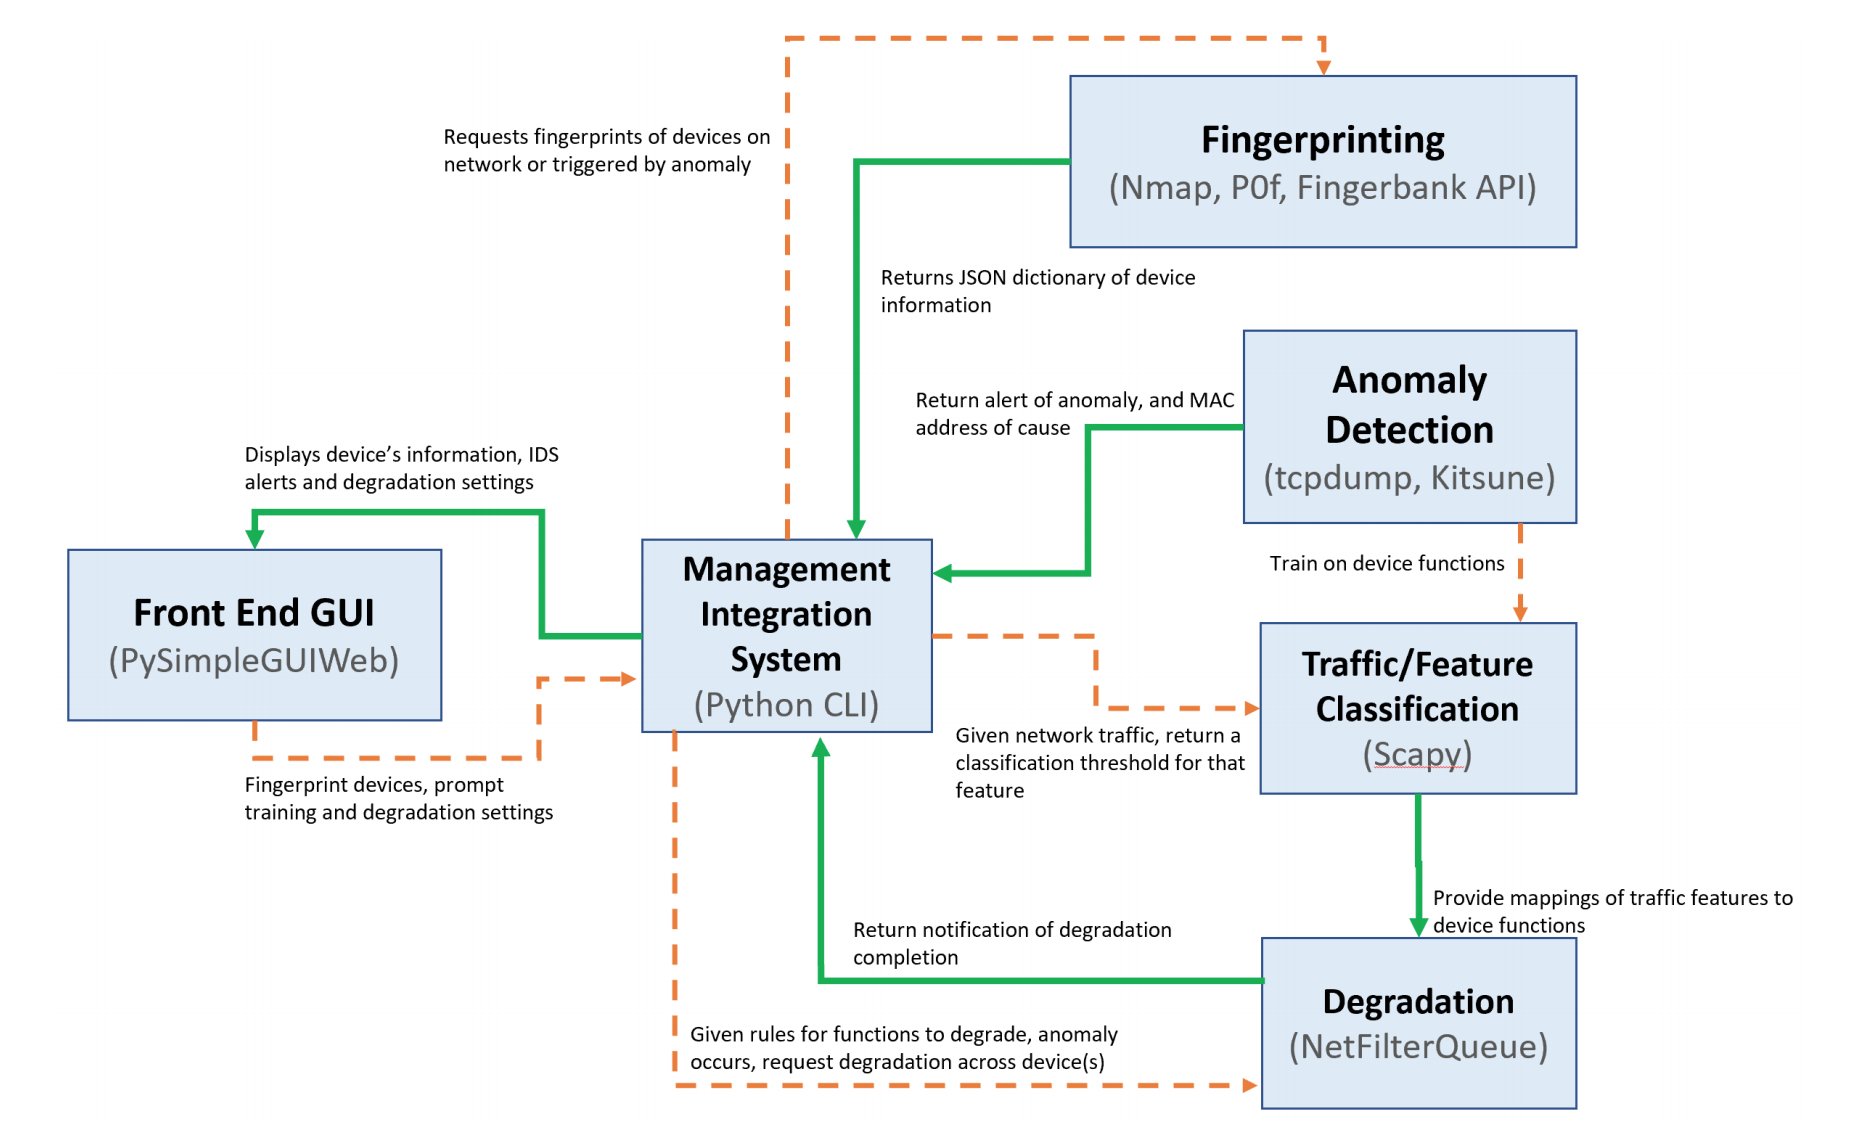 Requests fingerprints of devices on
network or triggered by anomaly
Fingerprinting
(Nmap, P0f, Fingerbank API)
Returns JSON dictionary of device
information
Anomaly
Detection
(tcpdump, Kitsune)
Return alert of anomaly, and MAC
address of cause
Displays device’s information, IDS
alerts and degradation settings
Train on device functions
Front End GUI
(PySimpleGUIWeb)
Management
Integration
System
(Python CLI)
Traffic/Feature
Classification
(Scapy)
Fingerprint devices, prompt
training and degradation settings
Given network traffic, return a
classification threshold for that
feature
Provide mappings of traffic features to
device functions
Return notification of degradation
completion
Degradation
(NetFilterQueue)
Given rules for functions to degrade, anomaly
occurs, request degradation across device(s)